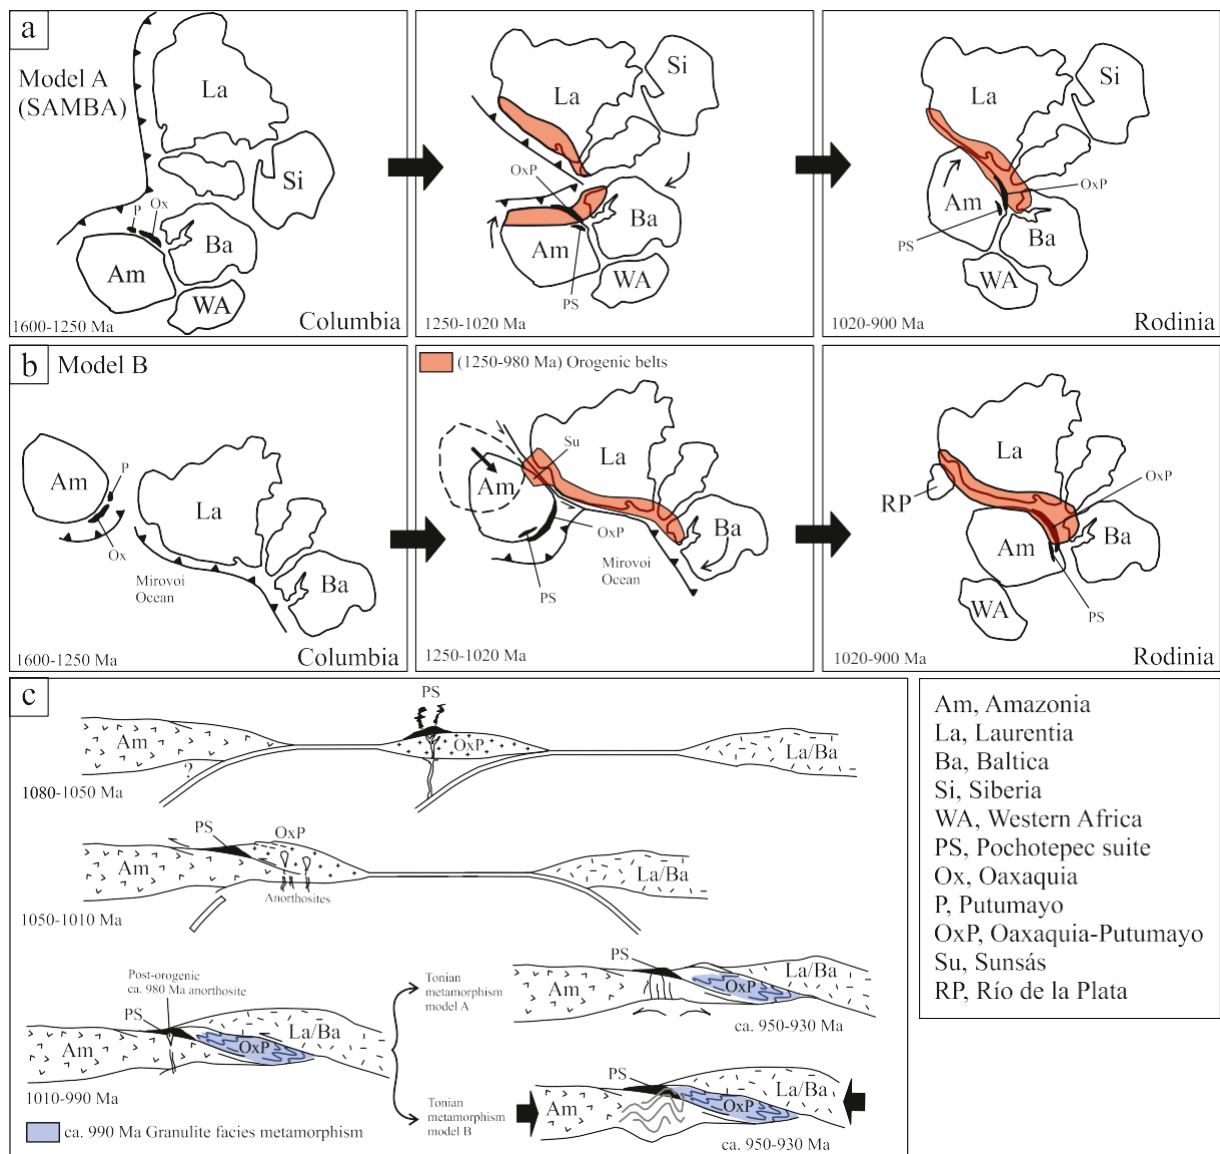 a
Model A
(SAMBA)
La
Si
P
Ox
Am
Ba
WA
1600-1250 Ma
Columbia
La
Si
OxP
Am
Ba
WA
PS
1250-1020 Ma
La
Si
OxP
Am
PS
Ba
WA
1020-900 Ma
Rodinia
b
Model B
Am
P
Ox
La
Mirovoi
Ocean
Ba
1600-1250 Ma
Columbia
(1250-980 Ma) Orogenic belts
Su
La
Am
OxP
Ba
Mirovoi
Ocean
PS
1250-1020 Ma
La
OxP
RP
Am
Ba
WA
PS
1020-900 Ma
Rodinia
c
PS
Am
OxP
La/Ba
?
1080-1050 Ma
PS
OxP
Am
La/Ba
Anorthosites
1050-1010 Ma
Post-orogenic
ca. 980 Ma anorthosite
PS
La/Ba
Am
OxP
1010-990 Ma
ca. 990 Ma Granulite facies metamorphism
Tonian
metamorphism
model A
PS
La/Ba
Am
OxP
ca. 950-930 Ma
Tonian
metamorphism
model B
PS
La/Ba
Am
OxP
ca. 950-930 Ma
Am, Amazonia
La, Laurentia
Ba, Baltica
Si, Siberia
WA, Western Africa
PS, Pochotepec suite
Ox, Oaxaquia
P, Putumayo
OxP, Oaxaquia-Putumayo
Su, Sunsás
RP, Río de la Plata